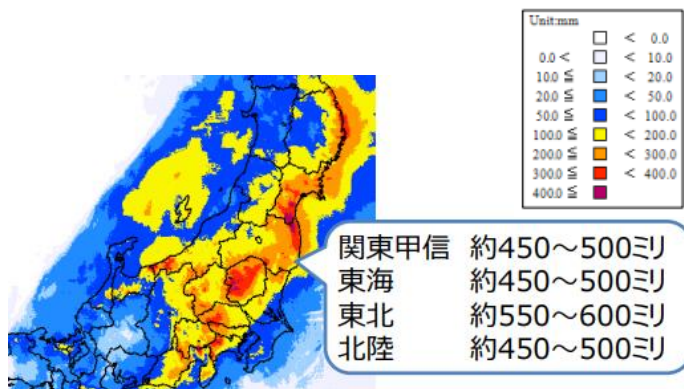 Unit:mm
< 0.0
0.0 < < 10.0
10.0 ≦ < 20.0
20.0 ≦ < 50.0
50.0 ≦ < 100.0
100.0 ≦ < 200.0
200.0 ≦ < 300.0
300.0 ≦ < 400.0
400.0 ≦
関東甲信 約450～500ミリ
東海 約450～500ミリ
東北 約550～600ミリ
北陸 約450～500ミリ